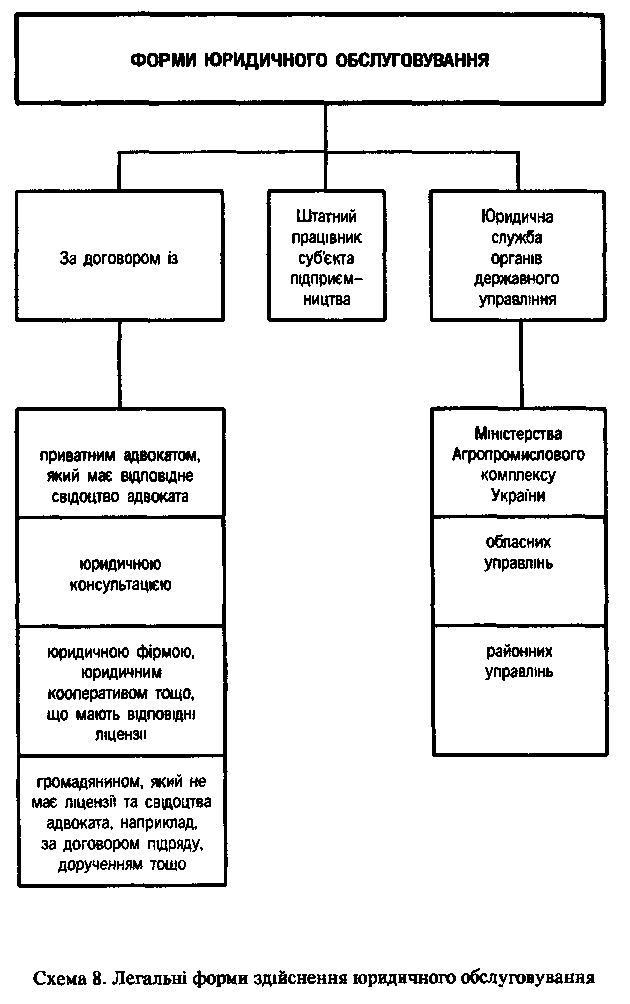 ФОРМИ ЮРИДИЧНОГО ОБСЛУГОВУВАННЯ
За договором із
Штатний
працівник
суб'єкта
підприєм–
ництва
Юридична
служба
органів
державного
управління
приватним адвокатом,
який має відповідне
свідоцтво адвоката
юридичною
консультацією
юридичною фірмою,
юридичним
кооперативом тощо,
що мають відповідні
ліцензії
громадянином, який не
має ліцензії та свідоцтва
адвоката, наприклад,
за договором підряду,
дорученням тощо
Міністерства
Агропромислового
комплексу
України
обласних
управлінь
районних
управлінь
Схема 8. Легальні форми здійснення юридичного обслуговування